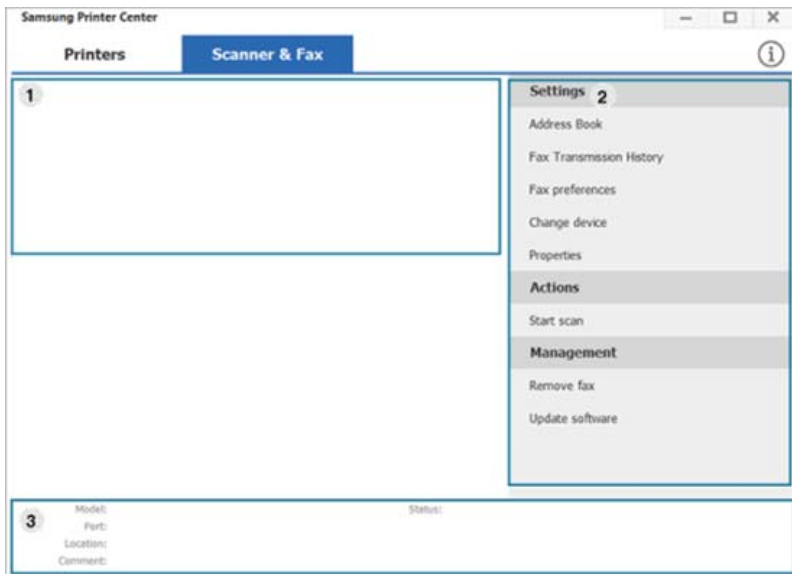 Samsung Printer Center
Printers
Scanner & Fax
1
Settings 2
Address Book
Fax Transmission History
Fax preferences
Change device
Properties
Actions
Start scan
Management
Remove fax
Update software
3
Model:
Port:
Location:
Comment:
Status: